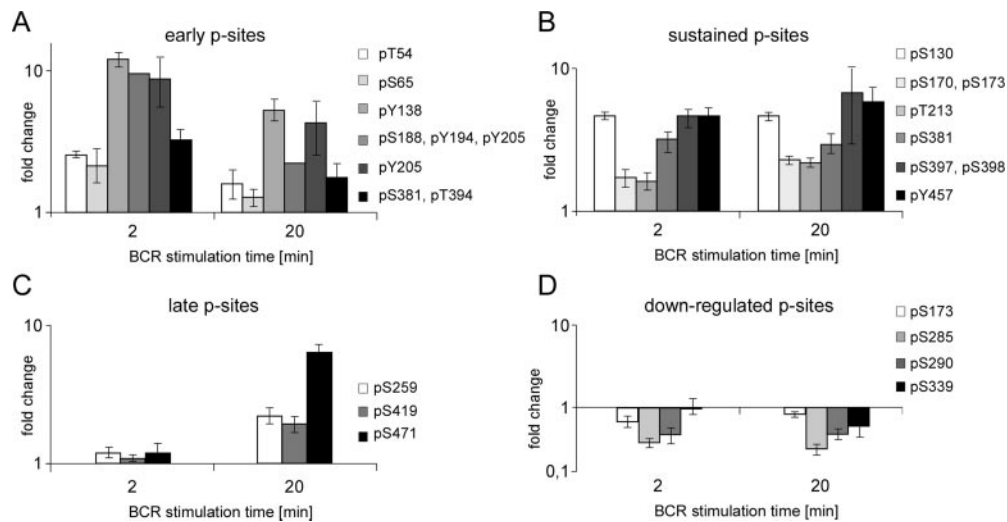 A
early p-sites
fold change
10
1
2
20
BCR stimulation time [min]
pT54
pS65
pY138
pS188, pY194, pY205
pY205
pS381, pT394
B
sustained p-sites
fold change
10
1
2
20
BCR stimulation time [min]
pS130
pS170, pS173
pT213
pS381
pS397, pS398
pY457
C
late p-sites
fold change
10
1
2
20
BCR stimulation time [min]
pS259
pS419
pS471
D
down-regulated p-sites
fold change
10
1
0,1
2
20
BCR stimulation time [min]
pS173
pS285
pS290
pS339